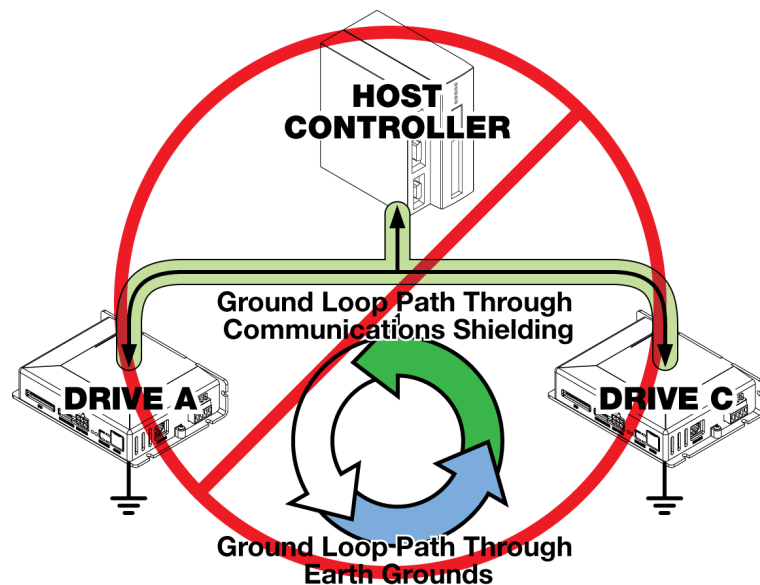 HOST
CONTROLLER
Ground Loop Path Through
Communications Shielding
DRIVE A
DRIVE C
Ground Loop Path Through
Earth Grounds